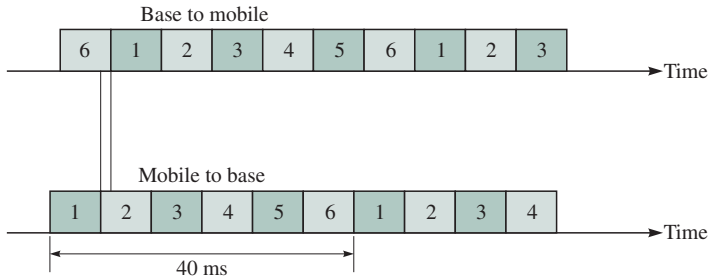 Base to mobile
6 1 2 3 4 5 6 1 2 3
Time
Mobile to base
1 2 3 4 5 6 1 2 3 4
Time
40 ms